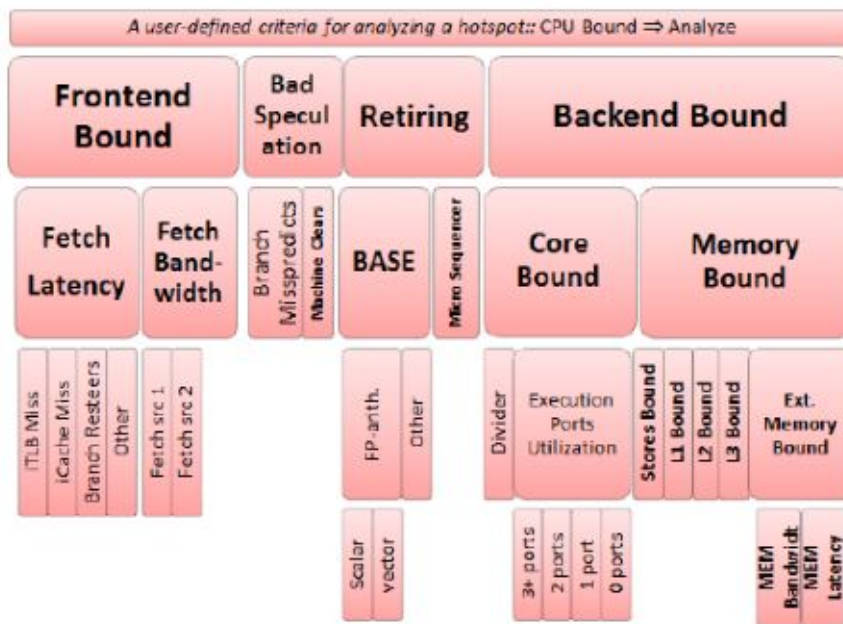 A user-defined criteria for analyzing a hotspot:: CPU Bound ⇒ Analyze
Frontend
Bound
Bad
Specul
ation
Retiring
Backend Bound
Fetch
Latency
Fetch
Band-
width
Branch
Misspredicts
Machine Clears
BASE
Micro Sequencer
Core
Bound
Memory
Bound
ITLB Miss
iCache Miss
Branch Resteers
Other
Fetch src 1
Fetch src 2
FP-arith.
Other
Divider
Execution
Ports
Utilization
Stores Bound
L1 Bound
L2 Bound
L3 Bound
Ext.
Memory
Bound
Scalar
vector
3+ ports
2 ports
1 port
0 ports
MEM
Bandwidt
MEM
Latency